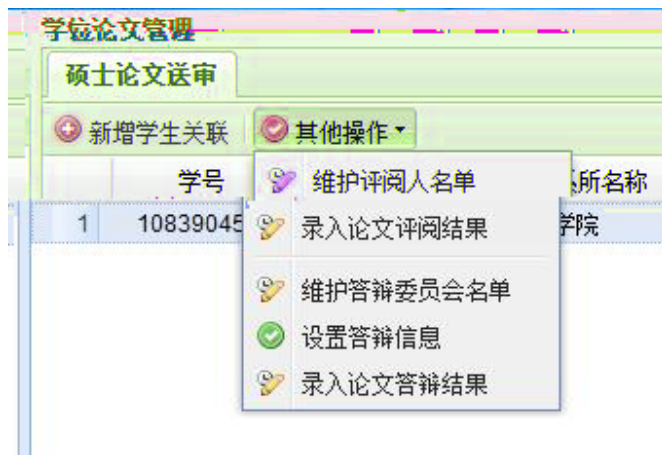 学位论文管理
硕士论文送审
新增学生关联 其他操作
学号 所名称
维护评阅人名单
1 10839045 学院
录入论文评阅结果
维护答辩委员会名单
设置答辩信息
录入论文答辩结果